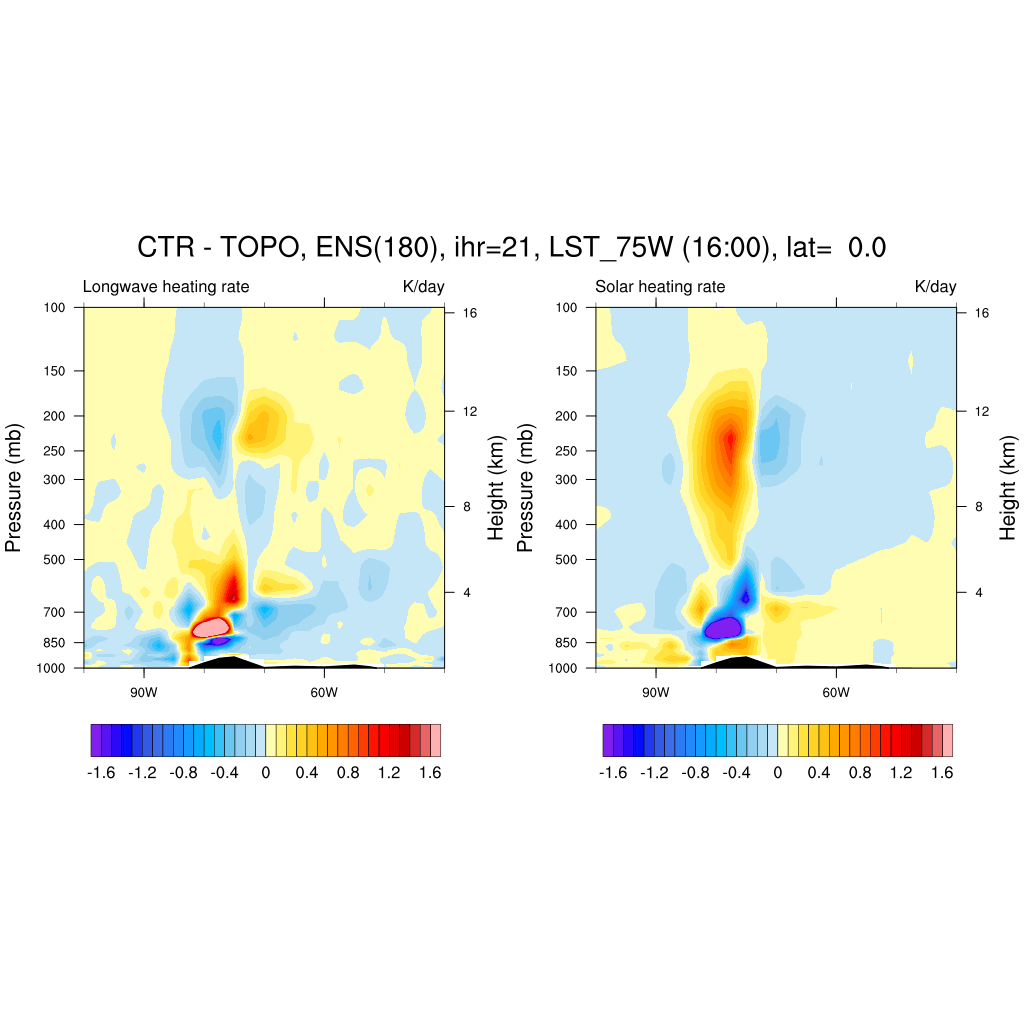 CTR - TOPO, ENS(180), ihr=21, LST_75W (16:00), lat=  0.0
Longwave heating rate K/day
Pressure (mb)
100
150
200
250
300
400
500
700
850
1000
16
12
8
4
Height (km)
90W 60W
-1.6 -1.2 -0.8 -0.4 0 0.4 0.8 1.2 1.6
Solar heating rate K/day
Pressure (mb)
100
150
200
250
300
400
500
700
850
1000
16
12
8
4
Height (km)
90W 60W
-1.6 -1.2 -0.8 -0.4 0 0.4 0.8 1.2 1.6